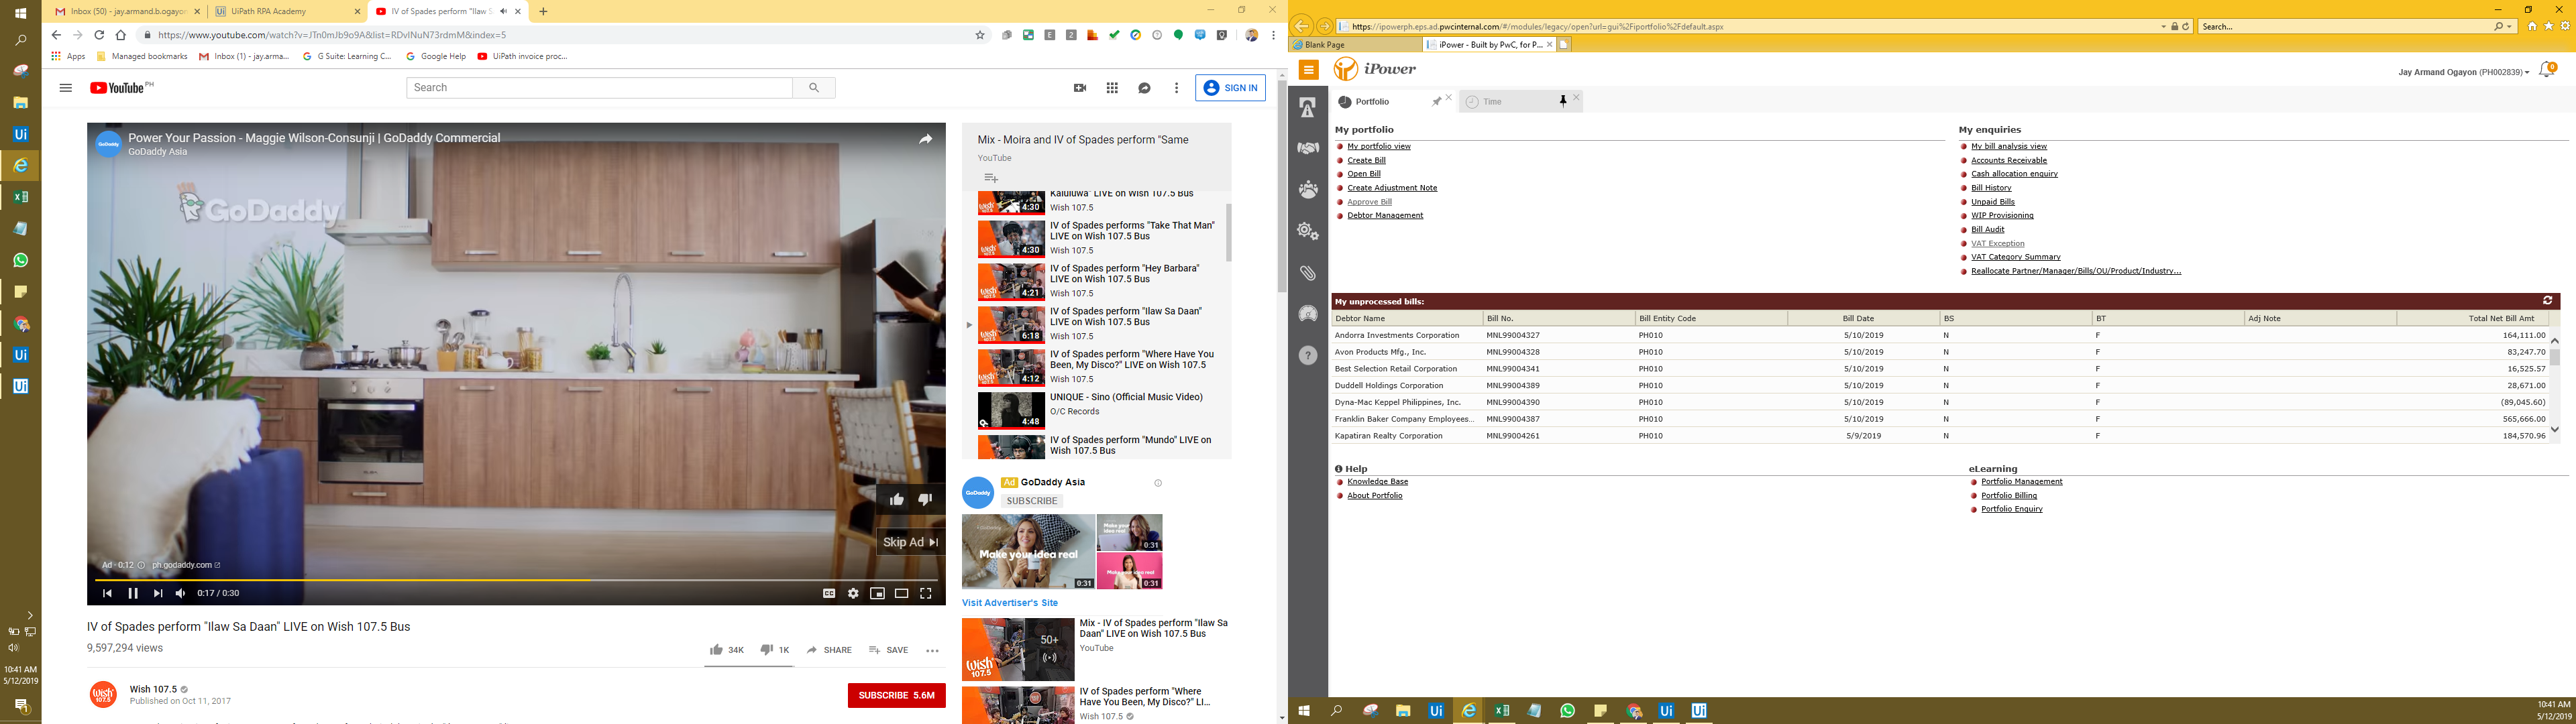 Inbox (50) - jay.armand.b.ogayon
UiPath RPA Academy
IV of Spades perform "Ilaw S
https://www.youtube.com/watch?v=JTn0mJb9o9A&list=RDvINuN73rdmM&index=5
Apps
Managed bookmarks
Inbox (1) - jay.arma...
G Suite: Learning C...
Google Help
UiPath invoice proc...
YouTube PH
Search
SIGN IN
Power Your Passion - Maggie Wilson-Consunji | GoDaddy Commercial
GoDaddy Asia
GoDaddy
Skip Ad
Ad · 0:12
ph.godaddy.com
0:17 / 0:30
IV of Spades perform "Ilaw Sa Daan" LIVE on Wish 107.5 Bus
9,597,294 views
34K
1K
SHARE
SAVE
Wish 107.5
Published on Oct 11, 2017
SUBSCRIBE 5.6M
Mix - Moira and IV of Spades perform "Same
YouTube
Kaluluwa" LIVE on Wish 107.5 Bus
Wish 107.5
4:30
IV of Spades performs "Take That Man"
LIVE on Wish 107.5 Bus
Wish 107.5
4:30
IV of Spades perform "Hey Barbara"
LIVE on Wish 107.5 Bus
Wish 107.5
4:21
IV of Spades perform "Ilaw Sa Daan"
LIVE on Wish 107.5 Bus
Wish 107.5
6:18
IV of Spades perform "Where Have You
Been, My Disco?" LIVE on Wish 107.5
Wish 107.5
4:12
UNIQUE - Sino (Official Music Video)
O/C Records
4:48
IV of Spades perform "Mundo" LIVE on
Wish 107.5 Bus
Ad GoDaddy Asia
SUBSCRIBE
Make your idea real
0:31
0:31
0:31
Visit Advertiser's Site
50+
Mix - IV of Spades perform "Ilaw Sa
Daan" LIVE on Wish 107.5 Bus
YouTube
IV of Spades perform "Where
Have You Been, My Disco?" LI...
Wish 107.5
10:41 AM
5/12/2019
https://ipowerph.eps.ad.pwcinternal.com/#/modules/legacy/open?url=gui%2Fiportfolio%2Fdefault.aspx
Search...
Blank Page
iPower - Built by PwC, for P...
iPower
Jay Armand Ogayon (PH002839)
0
Portfolio
Time
My portfolio
My portfolio view
Create Bill
Open Bill
Create Adjustment Note
Approve Bill
Debtor Management
My enquiries
My bill analysis view
Accounts Receivable
Cash allocation enquiry
Bill History
Unpaid Bills
WIP Provisioning
Bill Audit
VAT Exception
VAT Category Summary
Reallocate Partner/Manager/Bills/OU/Product/Industry...
My unprocessed bills:
Debtor Name Bill No. Bill Entity Code Bill Date BS BT Adj Note Total Net Bill Amt
Andorra Investments Corporation MNL99004327 PH010 5/10/2019 N F 164,111.00
Avon Products Mfg., Inc. MNL99004328 PH010 5/10/2019 N F 83,247.70
Best Selection Retail Corporation MNL99004341 PH010 5/10/2019 N F 16,525.57
Duddell Holdings Corporation MNL99004389 PH010 5/10/2019 N F 28,671.00
Dyna-Mac Keppel Philippines, Inc. MNL99004390 PH010 5/10/2019 N F (89,045.60)
Franklin Baker Company Employees... MNL99004387 PH010 5/10/2019 N F 565,666.00
Kapatiran Realty Corporation MNL99004261 PH010 5/9/2019 N F 184,570.96
Help
Knowledge Base
About Portfolio
eLearning
Portfolio Management
Portfolio Billing
Portfolio Enquiry
10:41 AM
5/12/2019